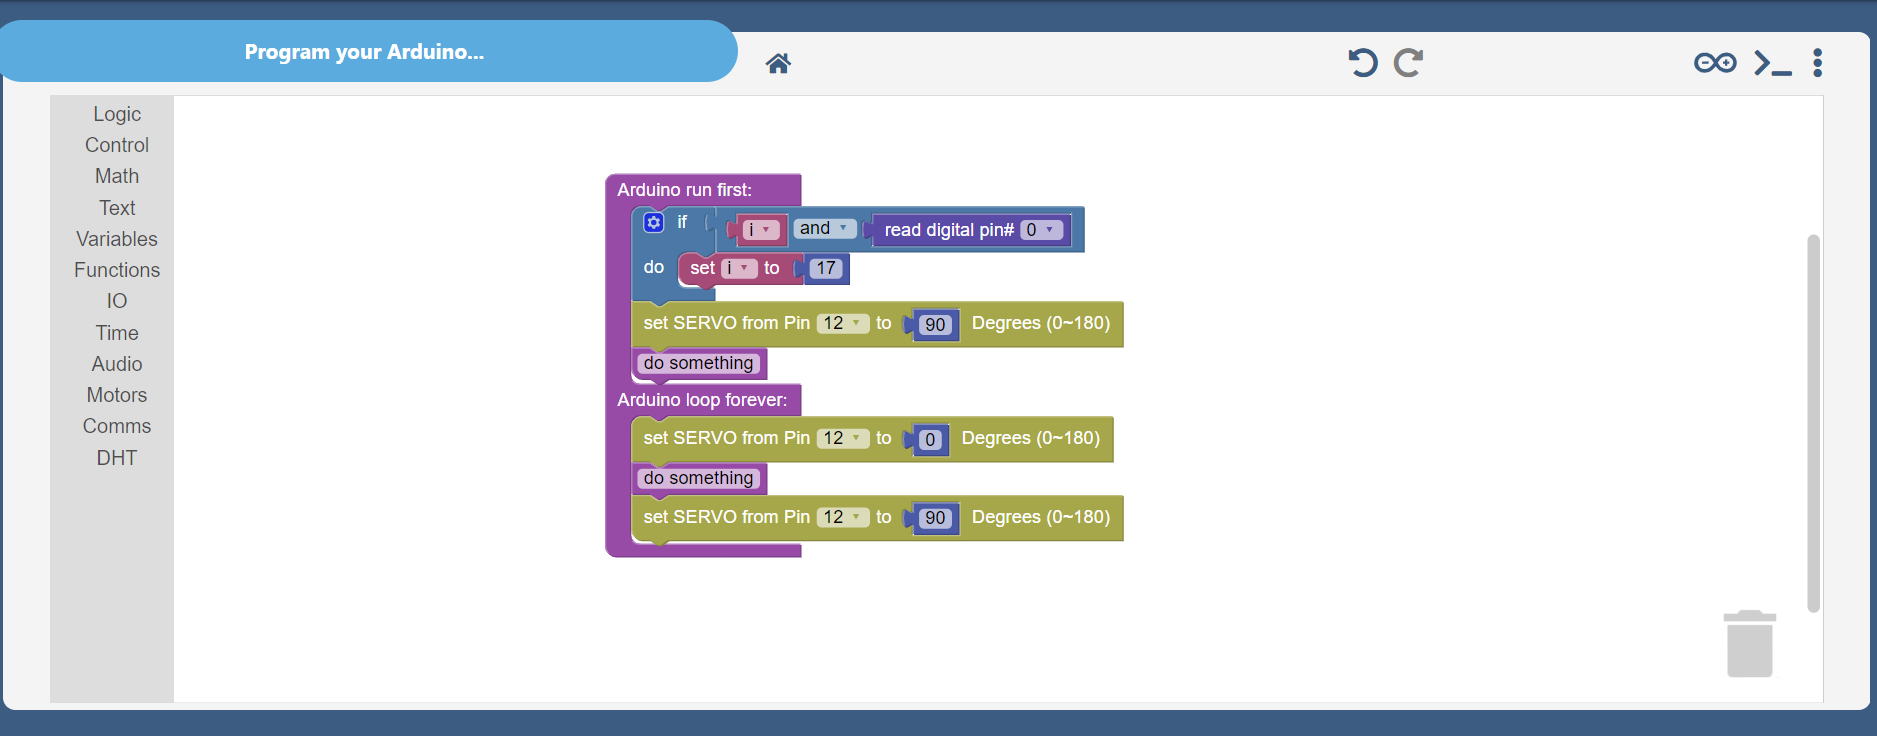 Program your Arduino...
Logic
Control
Math
Text
Variables
Functions
IO
Time
Audio
Motors
Comms
DHT
Arduino run first:
if i and read digital pin# 0
do set i to 17
set SERVO from Pin 12 to 90 Degrees (0~180)
do something
Arduino loop forever:
set SERVO from Pin 12 to 0 Degrees (0~180)
do something
set SERVO from Pin 12 to 90 Degrees (0~180)